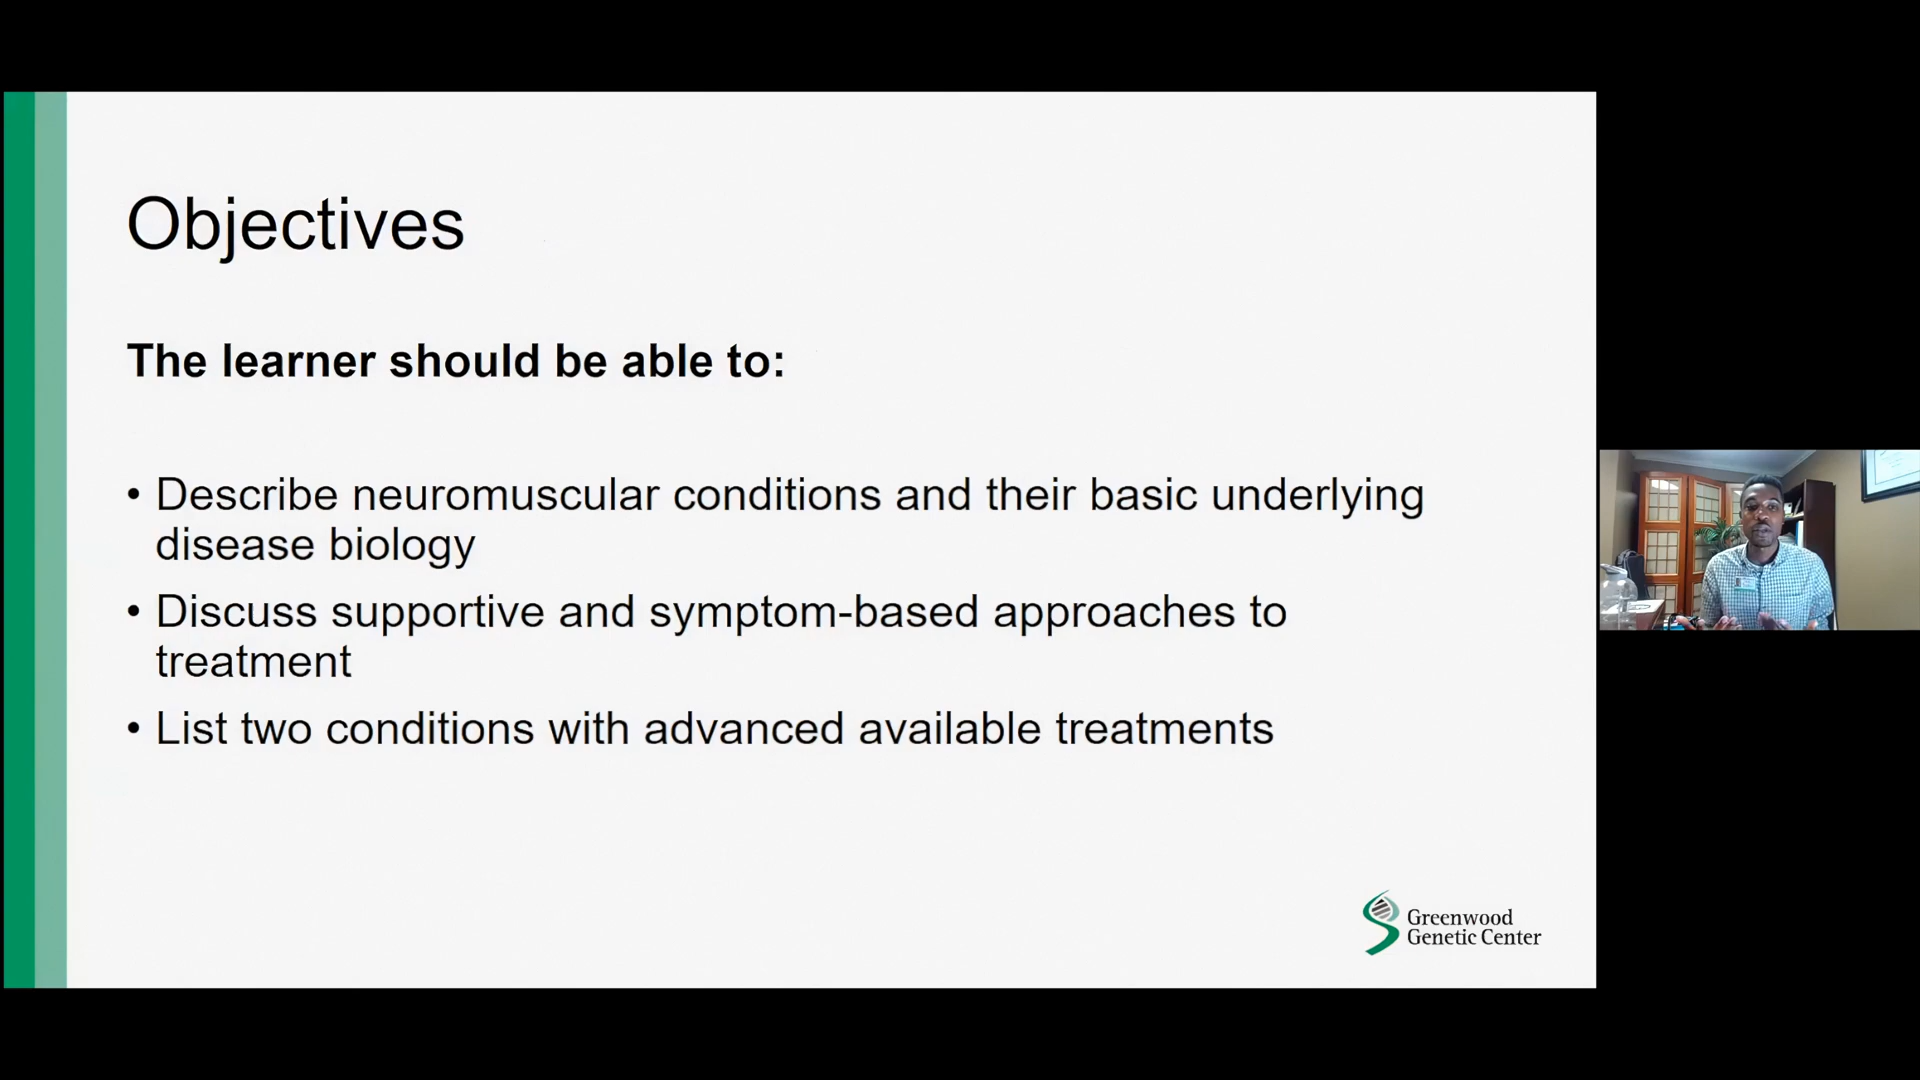 Objectives
The learner should be able to:
• Describe neuromuscular conditions and their basic underlying
disease biology
• Discuss supportive and symptom-based approaches to
treatment
• List two conditions with advanced available treatments
Greenwood
Genetic Center